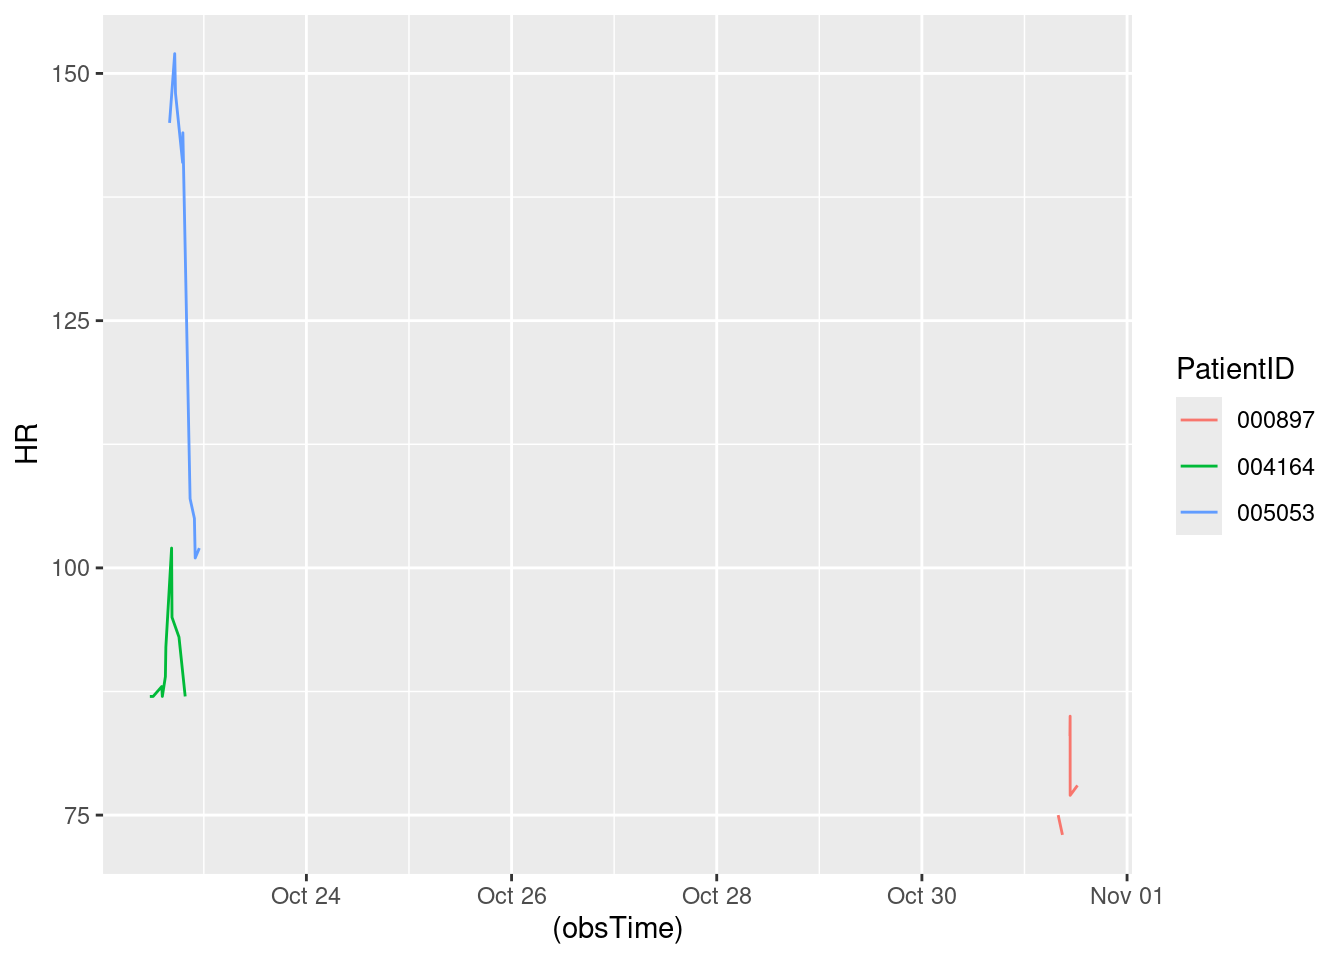 150
125
100
75
HR
Oct 24
Oct 26
Oct 28
Oct 30
Nov 01
(obsTime)
PatientID
000897
004164
005053